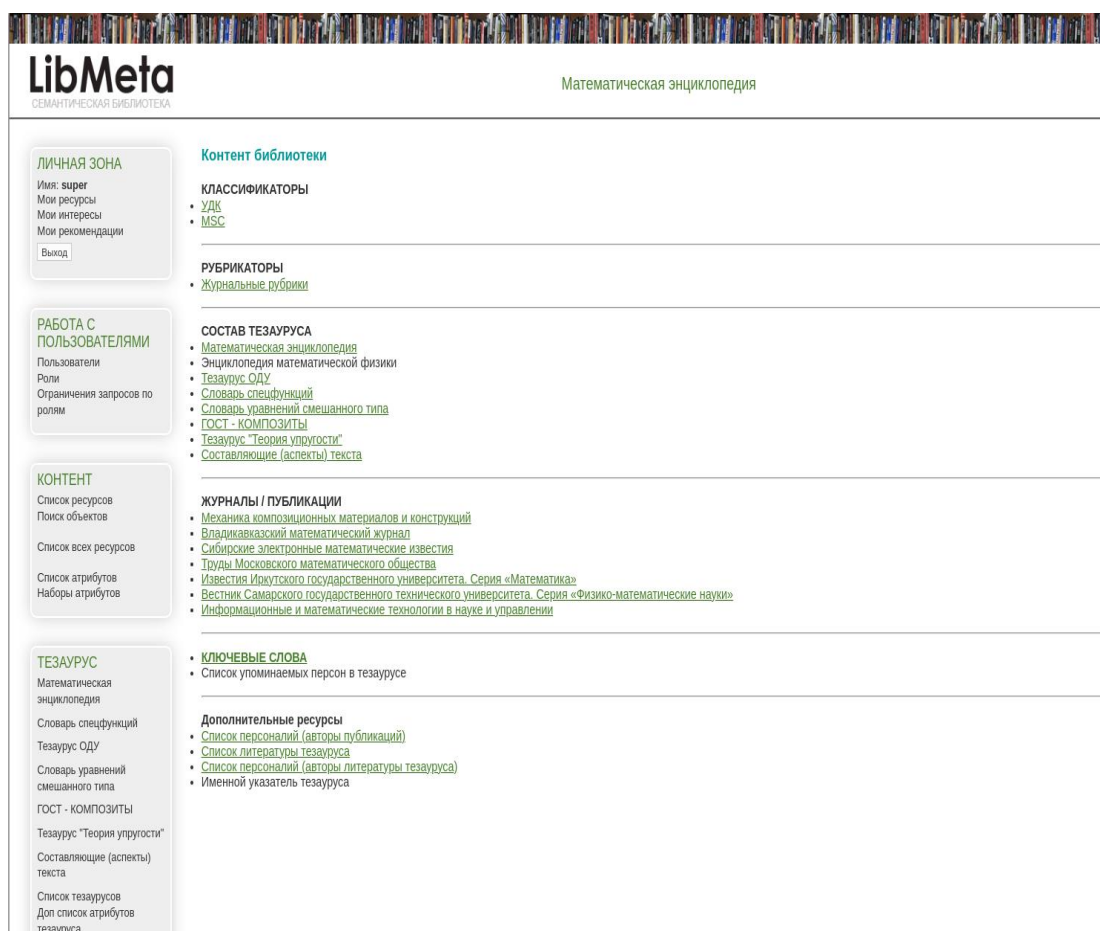 LibMeta
СЕМАНТИЧЕСКАЯ БИБЛИОТЕКА
Математическая энциклопедия
ЛИЧНАЯ ЗОНА
Имя: super
Мои ресурсы
Мои интересы
Мои рекомендации
Выход
РАБОТА С
ПОЛЬЗОВАТЕЛЯМИ
Пользователи
Роли
Ограничения запросов по
ролям
КОНТЕНТ
Список ресурсов
Поиск объектов
Список всех ресурсов
Список атрибутов
Наборы атрибутов
ТЕЗАУРУС
Математическая
энциклопедия
Словарь спецфункций
Тезаурус ОДУ
Словарь уравнений
смешанного типа
ГОСТ - КОМПОЗИТЫ
Тезаурус "Теория упругости"
Составляющие (аспекты)
текста
Список тезаурусов
Доп список атрибутов
тезауруса
Контент библиотеки
КЛАССИФИКАТОРЫ
УДК
MSC
РУБРИКАТОРЫ
Журнальные рубрики
СОСТАВ ТЕЗАУРУСА
Математическая энциклопедия
Энциклопедия математической физики
Тезаурус ОДУ
Словарь спецфункций
Словарь уравнений смешанного типа
ГОСТ - КОМПОЗИТЫ
Тезаурус "Теория упругости"
Составляющие (аспекты) текста
ЖУРНАЛЫ / ПУБЛИКАЦИИ
Механика композиционных материалов и конструкций
Владикавказский математический журнал
Сибирские электронные математические известия
Труды Московского математического общества
Известия Иркутского государственного университета. Серия «Математика»
Вестник Самарского государственного технического университета. Серия «Физико-математические науки»
Информационные и математические технологии в науке и управлении
КЛЮЧЕВЫЕ СЛОВА
Список упоминаемых персон в тезаурусе
Дополнительные ресурсы
Список персоналий (авторы публикаций)
Список литературы тезауруса
Список персоналий (авторы литературы тезауруса)
Именной указатель тезауруса